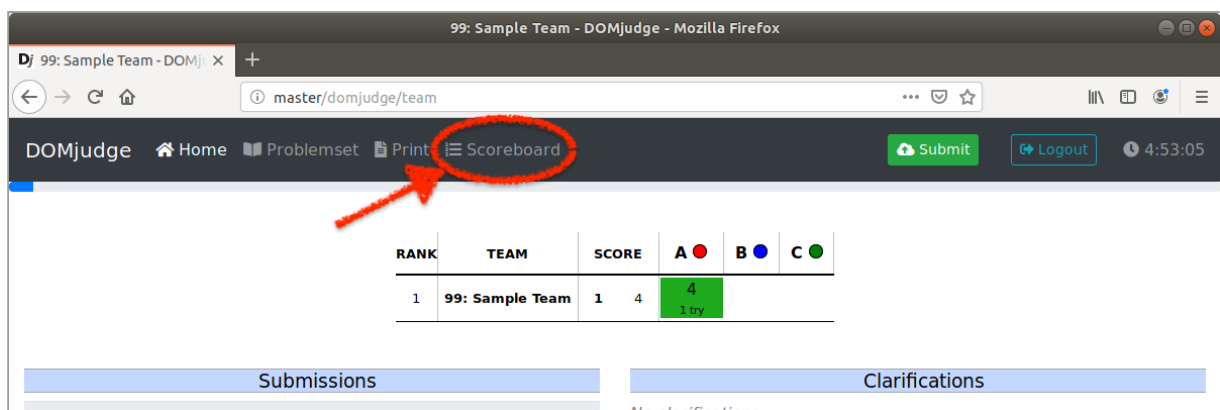 99: Sample Team - DOMjudge - Mozilla Firefox
Dj 99: Sample Team - DOMj
master/domjudge/team
DOMjudge Home Problemset Print Scoreboard Submit Logout 4:53:05
RANK TEAM SCORE A B C
1 99: Sample Team 1 4 4
1 try
Submissions Clarifications